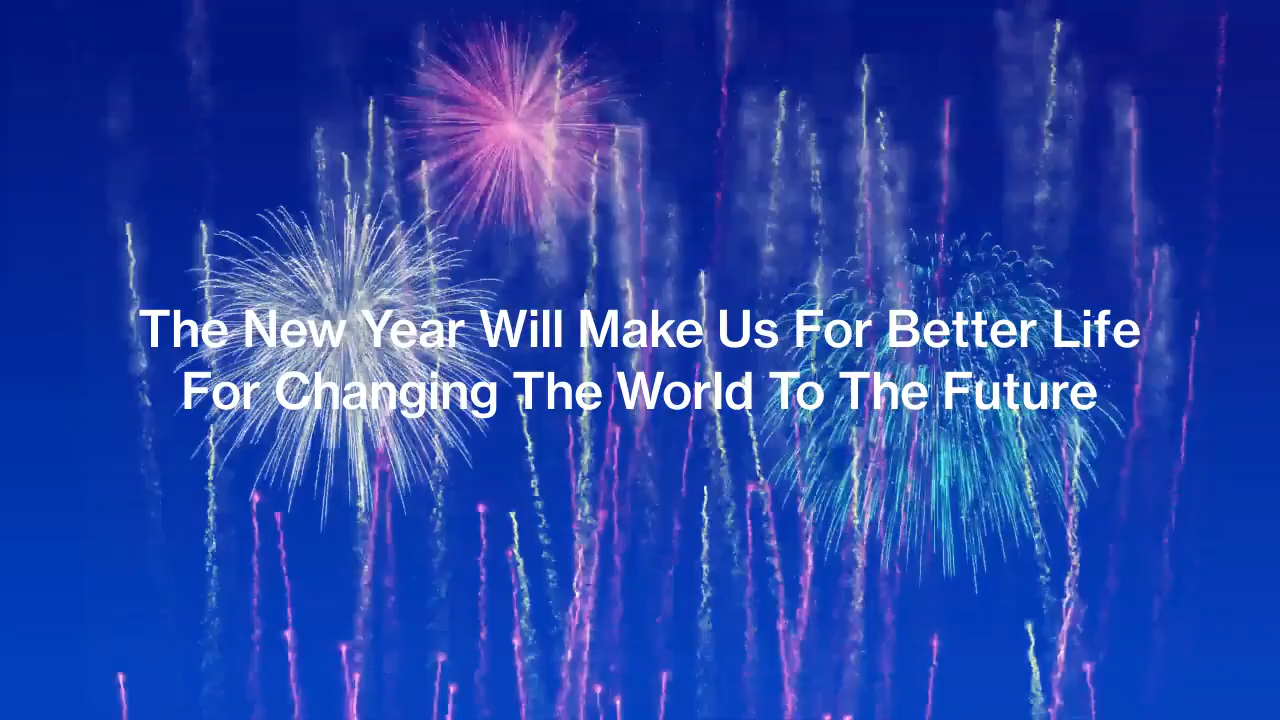 The New Year Will Make Us For Better Life
For Changing The World To The Future